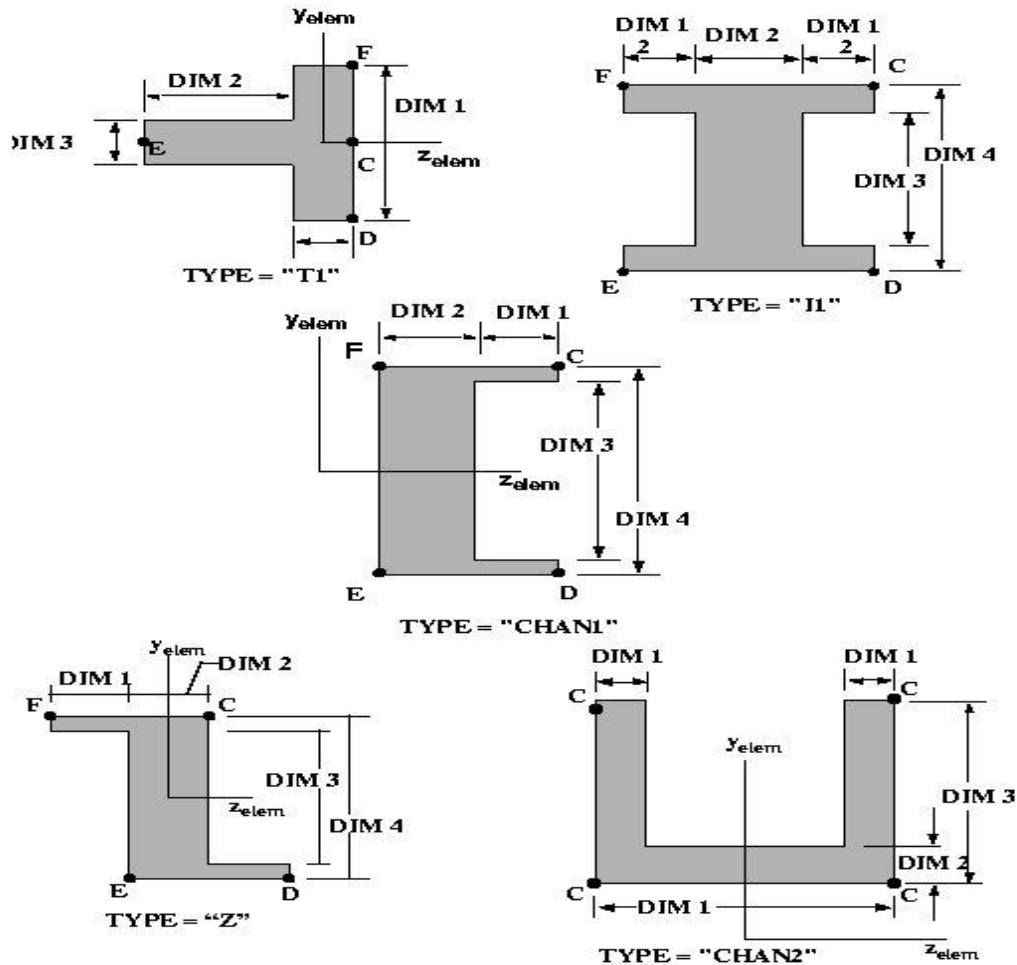 yelem
F
DIM 2
DIM 1
DIM 3
E
C
zelem
D
TYPE = "T1"
DIM 1 DIM 2 DIM 1
2 2
F C
DIM 4
DIM 3
E D
TYPE = "I1"
yelem
DIM 2 DIM 1
F C
DIM 3
zelem
DIM 4
E D
TYPE = "CHAN1"
yelem
DIM 2
DIM 1
F C
DIM 3
zelem
DIM 4
E D
TYPE = “Z”
DIM 1 DIM 1
C C
yelem
DIM 3
DIM 2
C C
DIM 1
TYPE = "CHAN2"
zelem